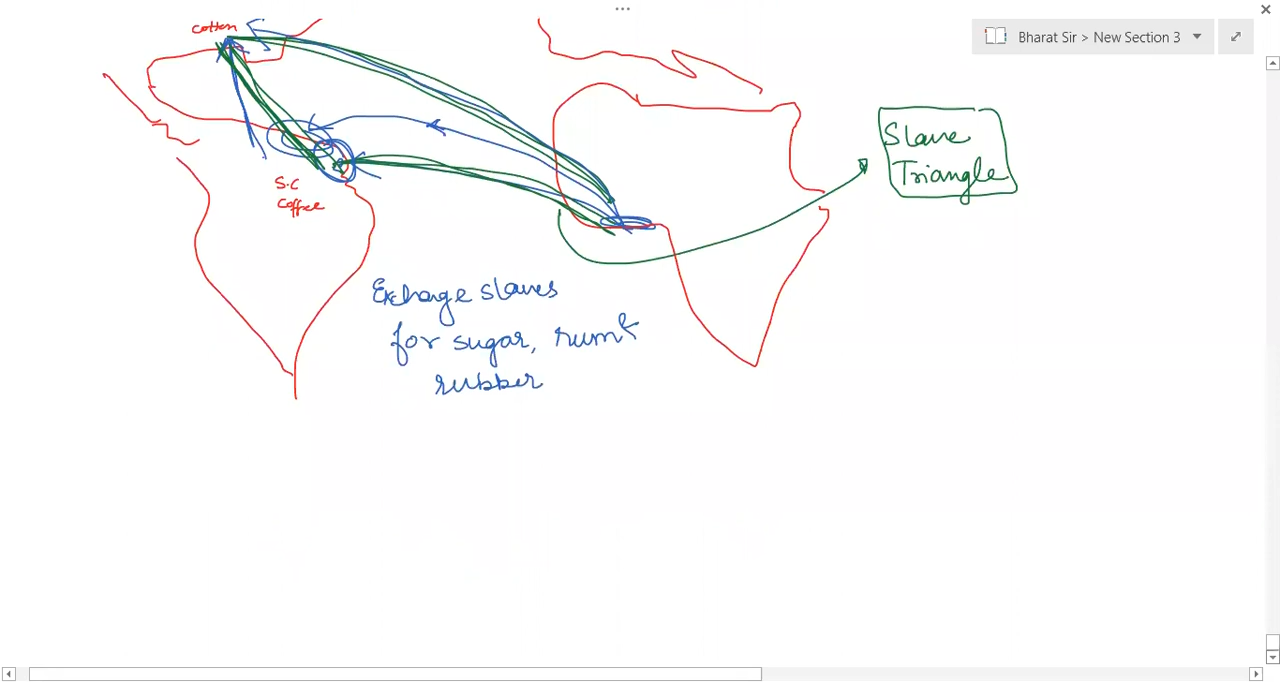 Bharat Sir > New Section 3
Cotton
Slave
Triangle
S.C
Coffee
Exchange slaves
for sugar, rum &
rubber